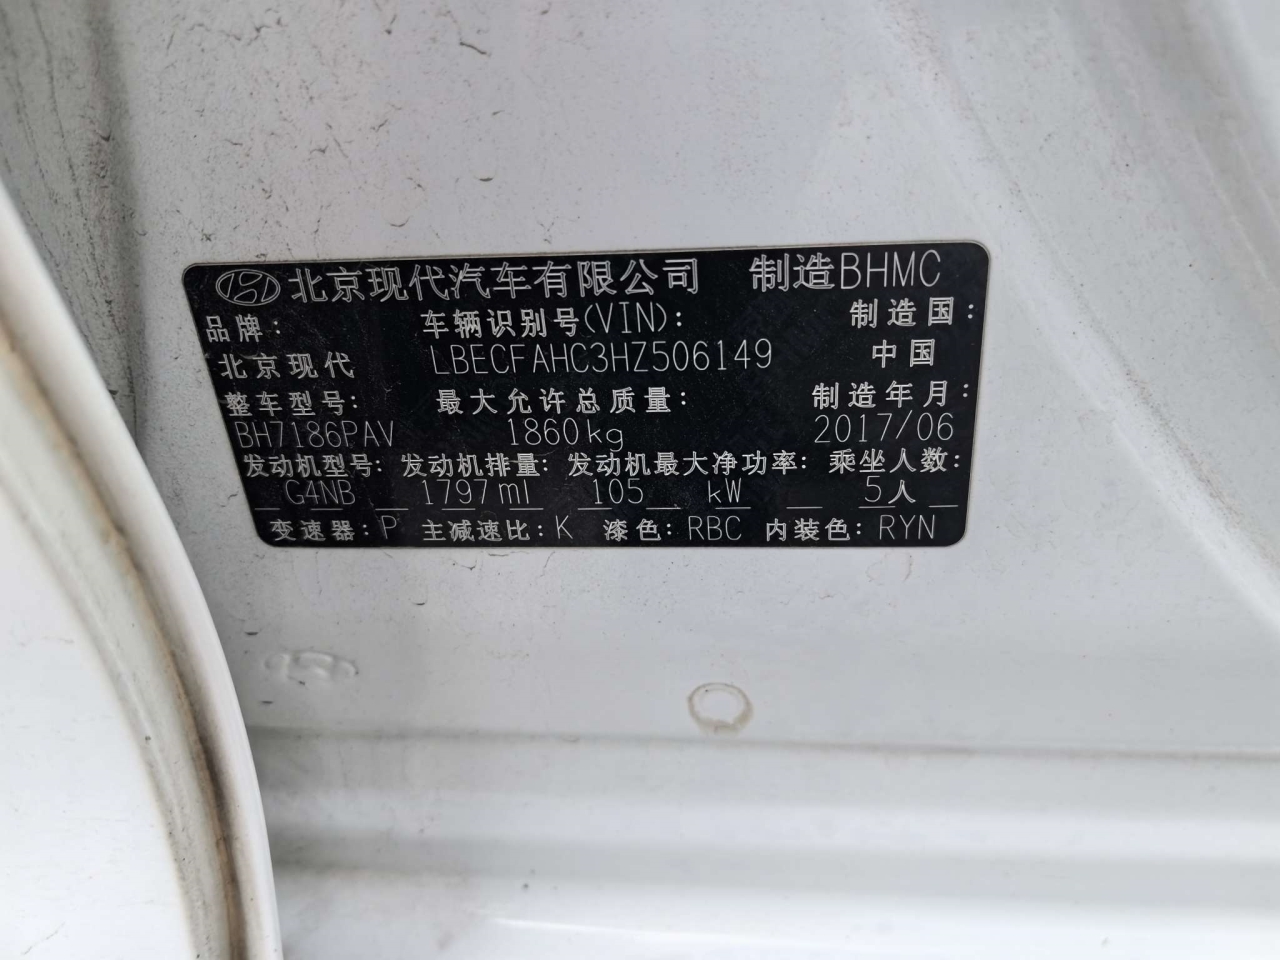 北京现代汽车有限公司 制造BHMC
品牌: 车辆识别号(VIN): 制造国:
北京现代 LBECFAHC3HZ506149 中国
整车型号: 最大允许总质量: 制造年月:
BH7186PAV 1860kg 2017/06
发动机型号: 发动机排量: 发动机最大净功率: 乘坐人数:
G4NB 1797ml 105 kW 5人
变速器: P 主减速比: K 漆色: RBC 内装色: RYN